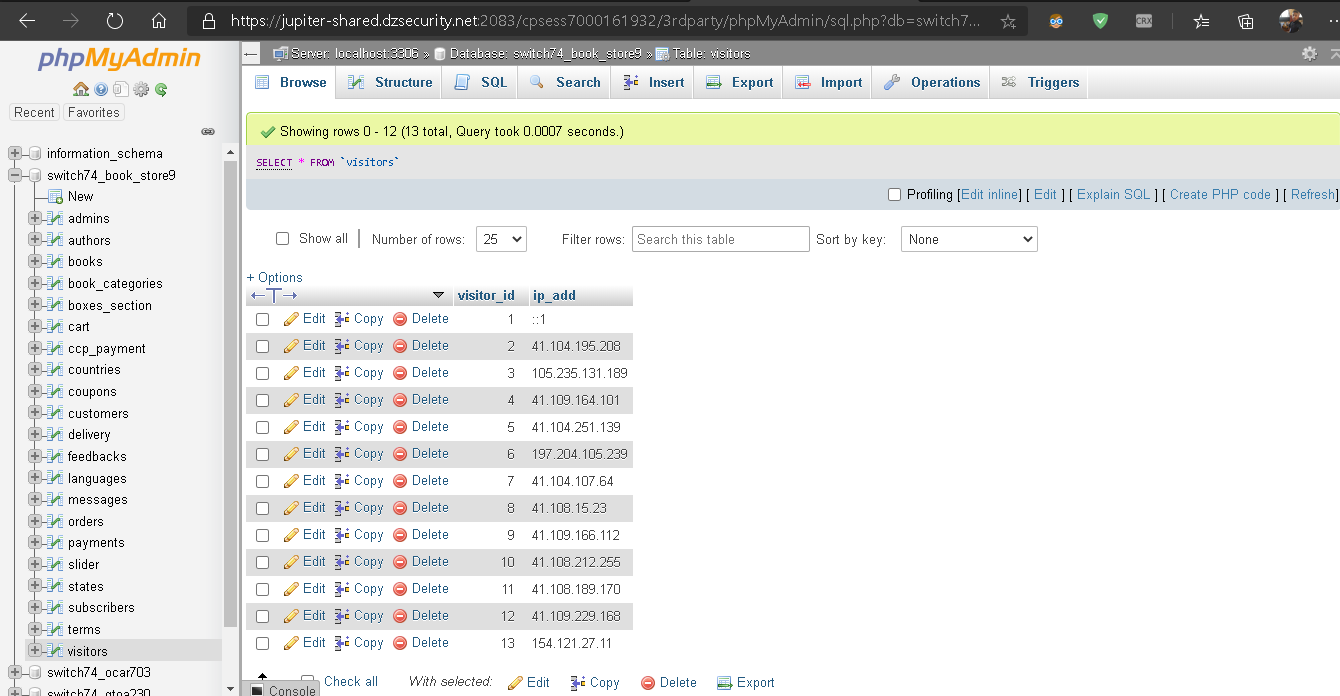 https://jupiter-shared.dzsecurity.net:2083/cpsess7000161932/3rdparty/phpMyAdmin/sql.php?db=switch7...
CRX
phpMyAdmin
Recent Favorites
information_schema
switch74_book_store9
New
admins
authors
books
book_categories
boxes_section
cart
ccp_payment
countries
coupons
customers
delivery
feedbacks
languages
messages
orders
payments
slider
states
subscribers
terms
visitors
switch74_ocar703
Server: localhost:3306 » Database: switch74_book_store9 » Table: visitors
Browse Structure SQL Search Insert Export Import Operations Triggers
Showing rows 0 - 12 (13 total, Query took 0.0007 seconds.)
SELECT * FROM `visitors`
Profiling [Edit inline] [ Edit ] [ Explain SQL ] [ Create PHP code ] [ Refresh]
Show all | Number of rows: 25 Filter rows: Search this table Sort by key: None
+ Options
←T→ visitor_id ip_add
Edit Copy Delete 1 ::1
Edit Copy Delete 2 41.104.195.208
Edit Copy Delete 3 105.235.131.189
Edit Copy Delete 4 41.109.164.101
Edit Copy Delete 5 41.104.251.139
Edit Copy Delete 6 197.204.105.239
Edit Copy Delete 7 41.104.107.64
Edit Copy Delete 8 41.108.15.23
Edit Copy Delete 9 41.109.166.112
Edit Copy Delete 10 41.108.212.255
Edit Copy Delete 11 41.108.189.170
Edit Copy Delete 12 41.109.229.168
Edit Copy Delete 13 154.121.27.11
Check all With selected: Edit Copy Delete Export
Console